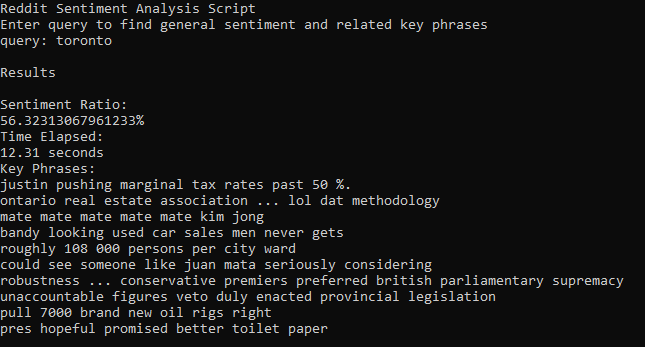 Reddit Sentiment Analysis Script
Enter query to find general sentiment and related key phrases
query: toronto
Results
Sentiment Ratio:
56.32313067961233%
Time Elapsed:
12.31 seconds
Key Phrases:
justin pushing marginal tax rates past 50 %.
ontario real estate association ... lol dat methodology
mate mate mate mate mate kim jong
bandy looking used car sales men never gets
roughly 108 000 persons per city ward
could see someone like juan mata seriously considering
robustness ... conservative premiers preferred british parliamentary supremacy
unaccountable figures veto duly enacted provincial legislation
pull 7000 brand new oil rigs right
pres hopeful promised better toilet paper